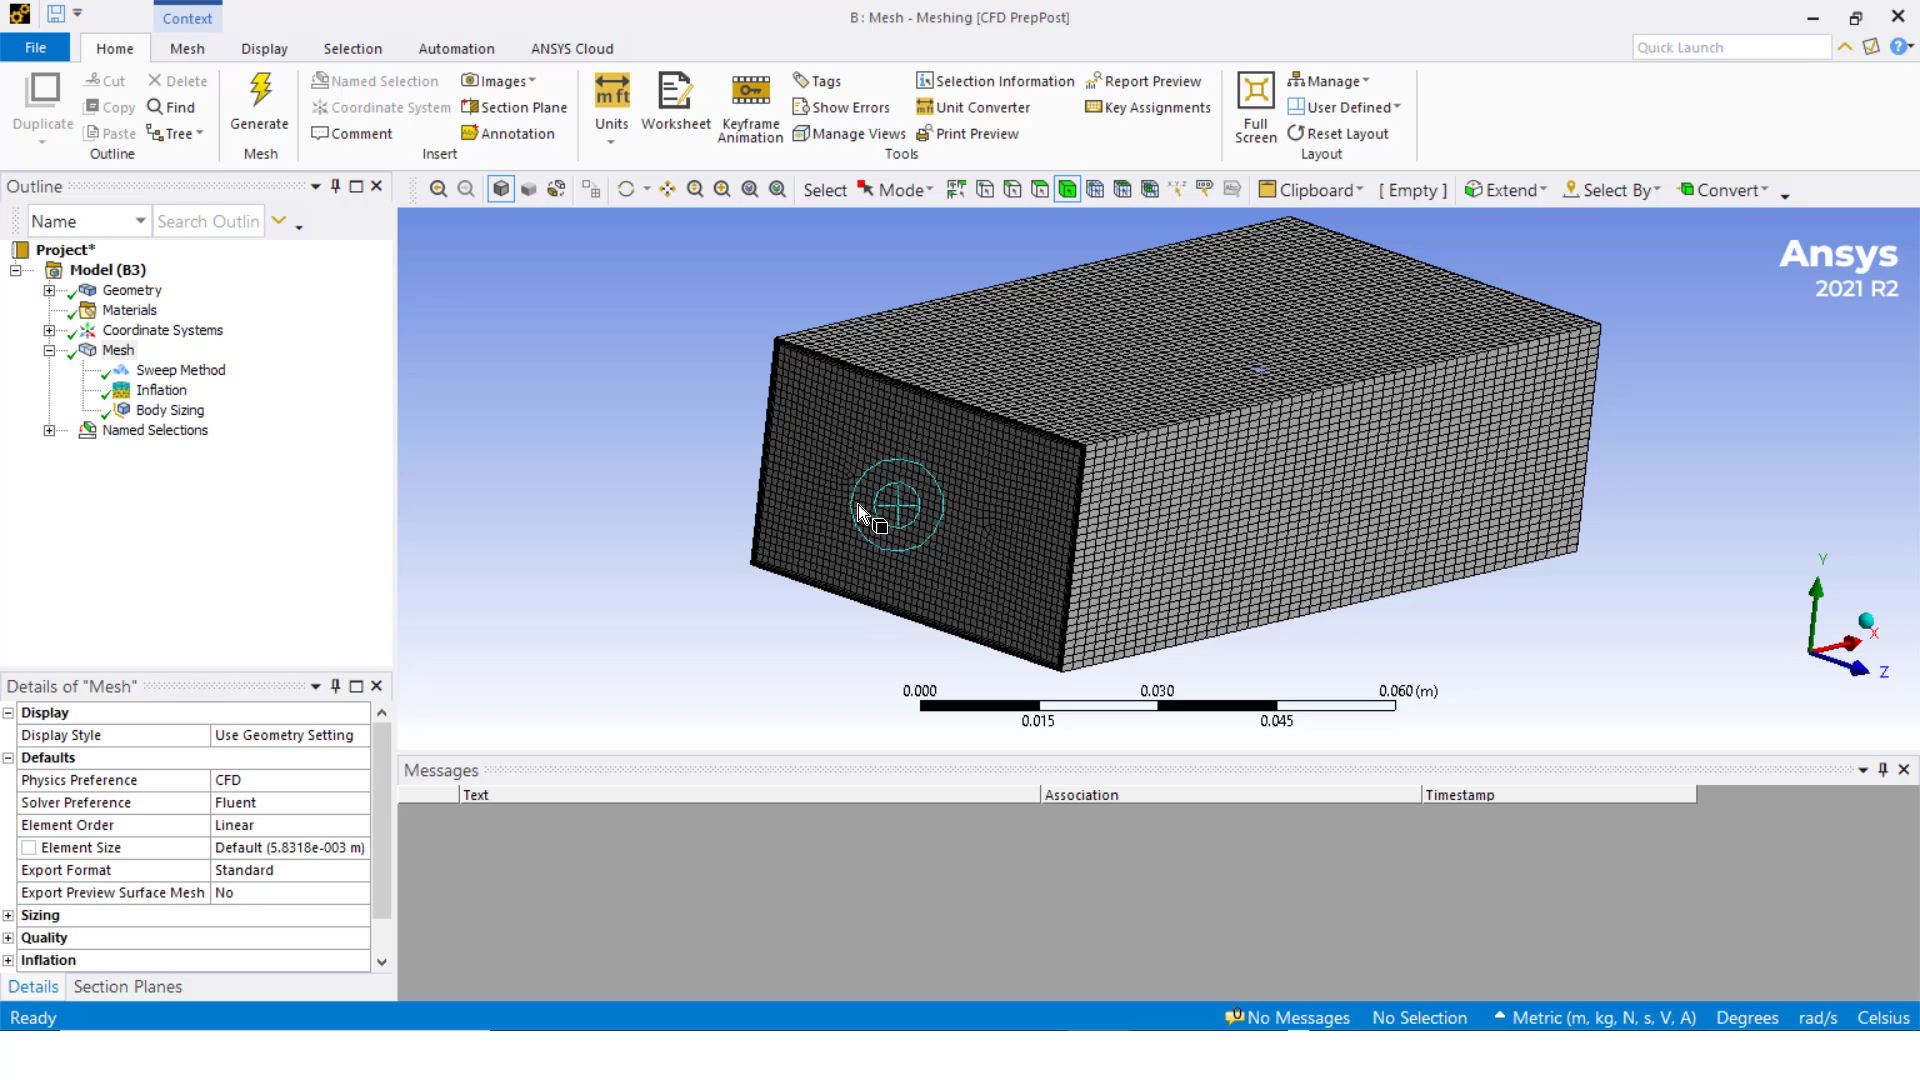 Context
B : Mesh - Meshing [CFD PrepPost]
File
Home
Mesh
Display
Selection
Automation
ANSYS Cloud
Quick Launch
Duplicate
Cut
Delete
Copy
Find
Paste
Tree
Outline
Generate
Mesh
Named Selection
Images
Coordinate System
Section Plane
Comment
Annotation
Insert
mft
Units
Worksheet
Keyframe
Animation
Tags
Selection Information
Report Preview
Show Errors
Unit Converter
Key Assignments
Manage Views
Print Preview
Tools
Full
Screen
Manage
User Defined
Reset Layout
Layout
Outline
Select
Mode
Clipboard
[ Empty ]
Extend
Select By
Convert
Name
Search Outlin
Project*
Model (B3)
Geometry
Materials
Coordinate Systems
Mesh
Sweep Method
Inflation
Body Sizing
Named Selections
Ansys
2021 R2
Y
X
Z
0.000
0.030
0.060 (m)
0.015
0.045
Details of "Mesh"
Display
Display Style Use Geometry Setting
Defaults
Physics Preference CFD
Solver Preference Fluent
Element Order Linear
Element Size Default (5.8318e-003 m)
Export Format Standard
Export Preview Surface Mesh No
Sizing
Quality
Inflation
Details
Section Planes
Messages
Text
Association
Timestamp
Ready
No Messages
No Selection
Metric (m, kg, N, s, V, A)
Degrees
rad/s
Celsius